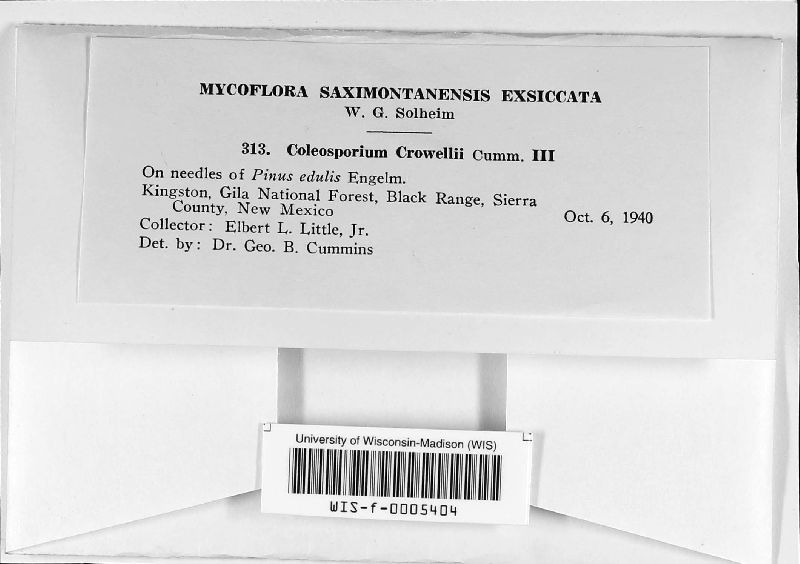 MYCOFLORA SAXIMONTANENSIS EXSICCATA
W. G. Solheim
313. Coleosporium Crowellii Cumm. III
On needles of Pinus edulis Engelm.
Kingston, Gila National Forest, Black Range, Sierra
County, New Mexico
Oct. 6, 1940
Collector: Elbert L. Little, Jr.
Det. by: Dr. Geo. B. Cummins
University of Wisconsin-Madison (WIS)
WIS-f-0005404